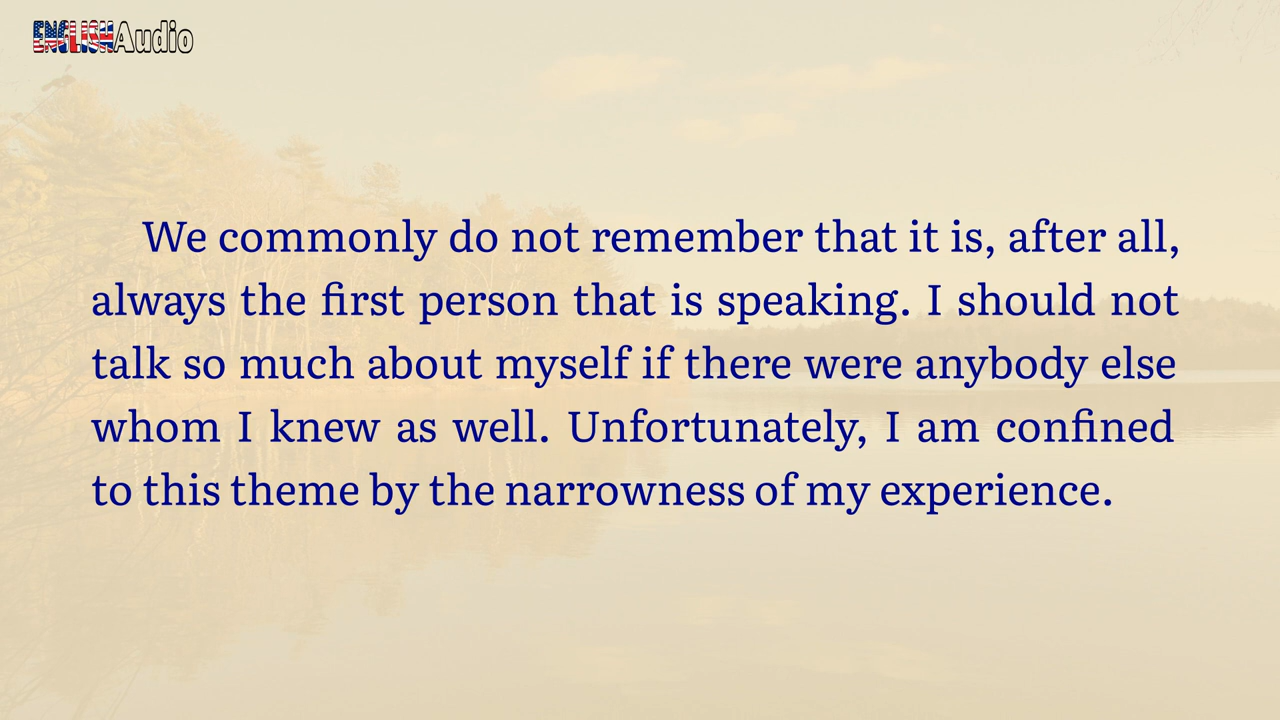 ENGLISHAudio
We commonly do not remember that it is, after all,
always the first person that is speaking. I should not
talk so much about myself if there were anybody else
whom I knew as well. Unfortunately, I am confined
to this theme by the narrowness of my experience.